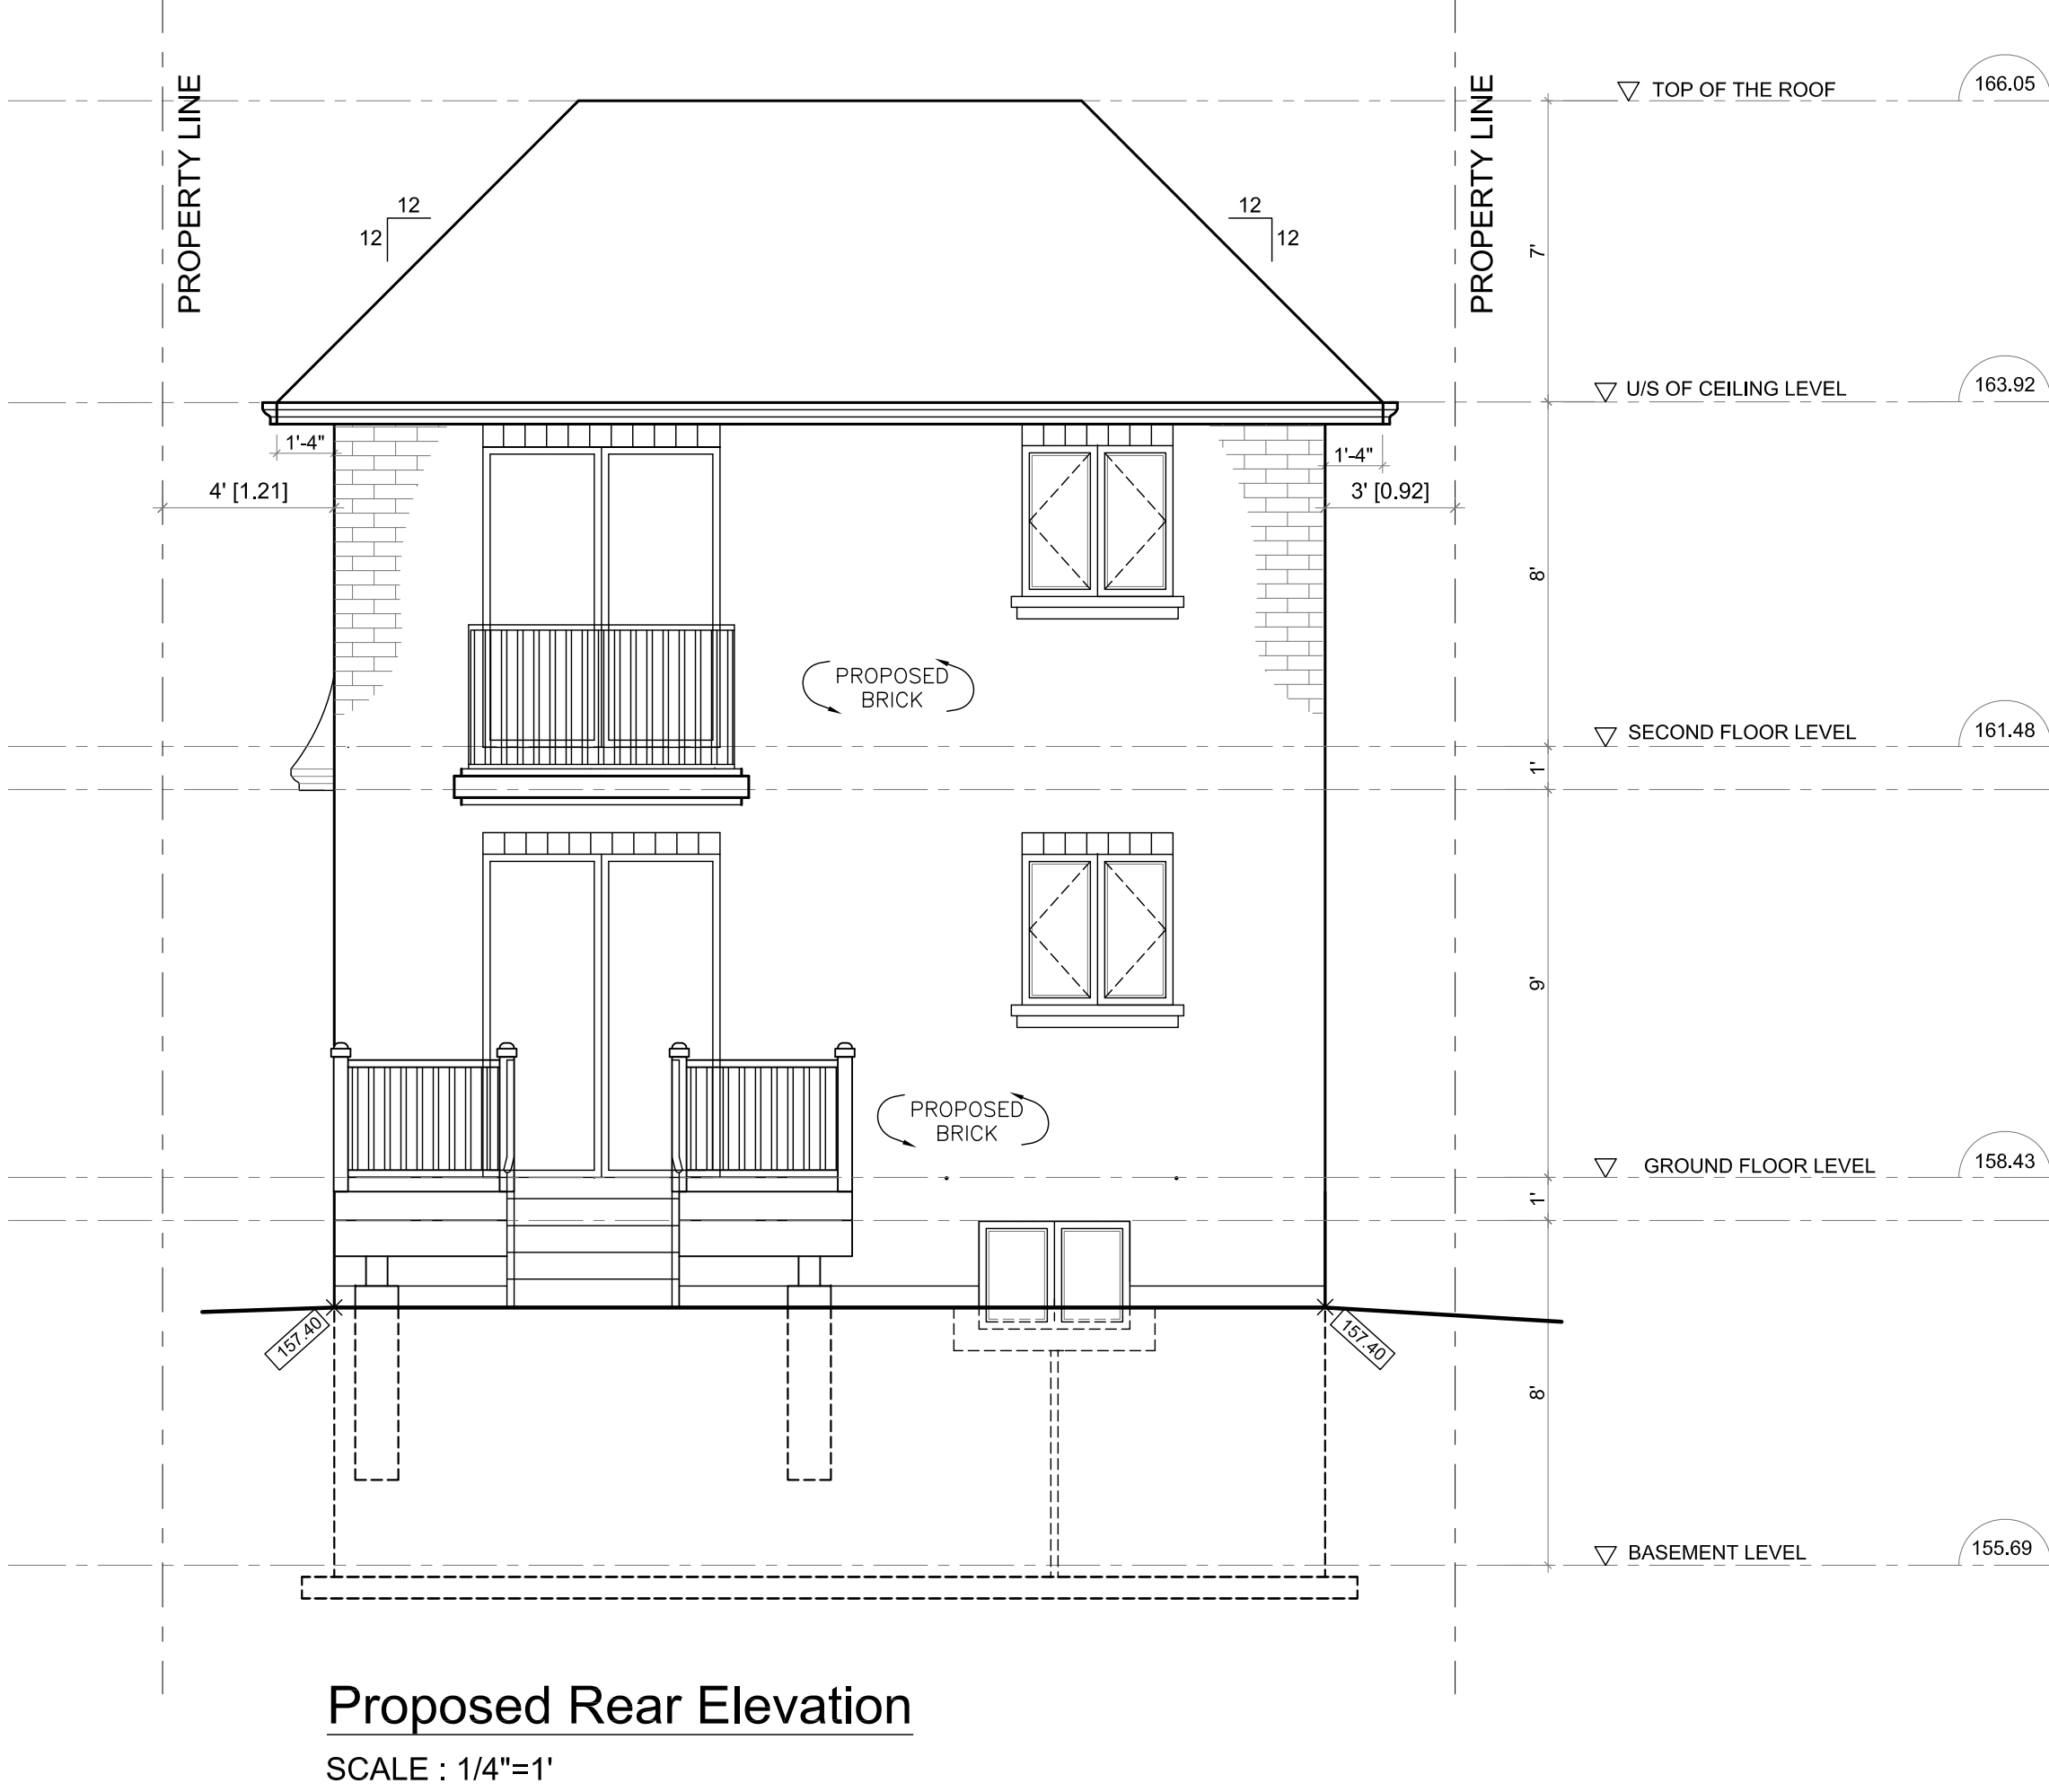 TOP OF THE ROOF
166.05
PROPERTY LINE
PROPERTY LINE
12
12
12
12
7'
U/S OF CEILING LEVEL
163.92
1'-4"
1'-4"
4' [1.21]
3' [0.92]
8'
PROPOSED
BRICK
SECOND FLOOR LEVEL
161.48
1'
9'
PROPOSED
BRICK
GROUND FLOOR LEVEL
158.43
1'
157.40
157.40
8'
BASEMENT LEVEL
155.69
Proposed Rear Elevation
SCALE : 1/4"=1'